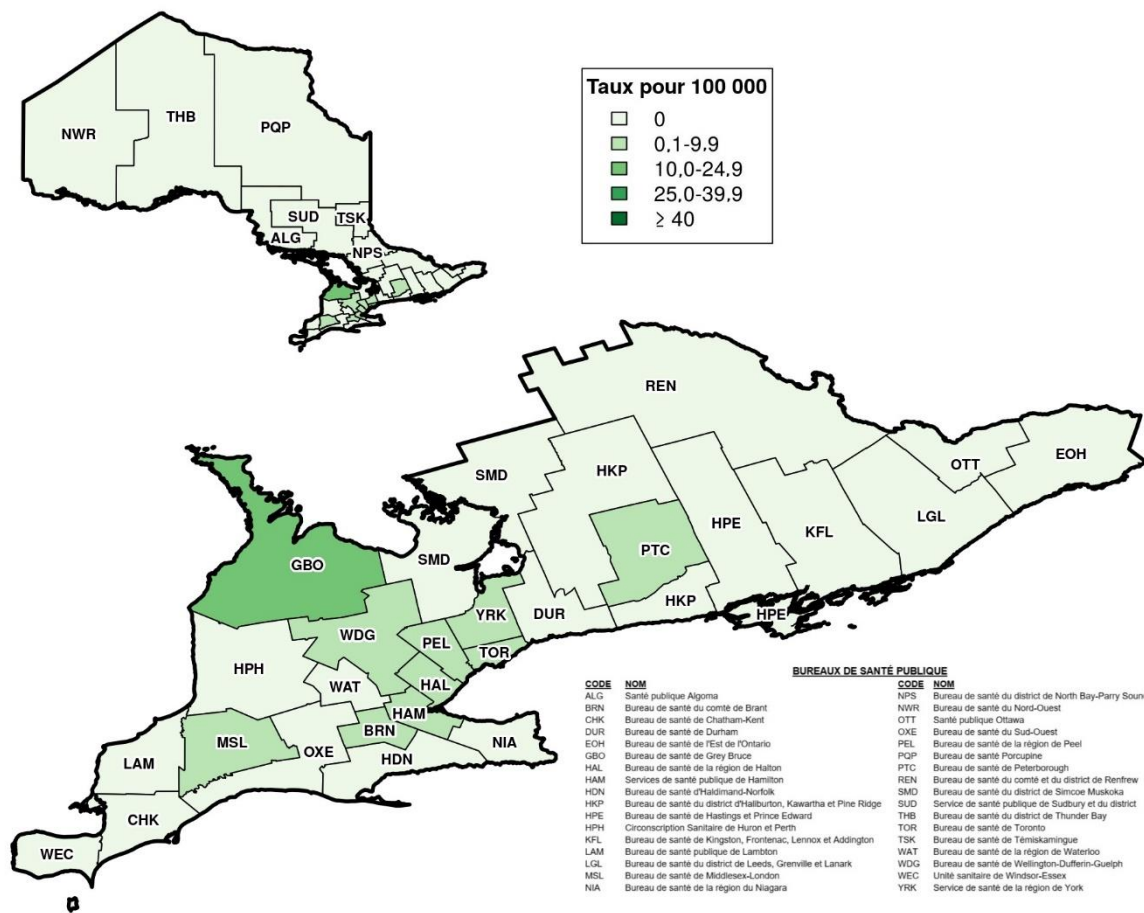 Taux pour 100 000
0
0,1-9,9
10,0-24,9
25,0-39,9
≥ 40
NWR
THB
PQP
SUD
TSK
ALG
NPS
REN
SMD
HKP
OTT
EOH
GBO
SMD
PTC
HPE
KFL
LGL
YRK
DUR
HKP
HPE
WDG
PEL
TOR
HPH
WAT
HAL
HAM
MSL
BRN
LAM
OXE
HDN
NIA
CHK
WEC
BUREAUX DE SANTÉ PUBLIQUE
CODE NOM
ALG Santé publique Algoma
BRN Bureau de santé du comté de Brant
CHK Bureau de santé de Chatham-Kent
DUR Bureau de santé de Durham
EOH Bureau de santé de l'Est de l'Ontario
GBO Bureau de santé de Grey Bruce
HAL Bureau de santé de la région de Halton
HAM Services de santé publique de Hamilton
HDN Bureau de santé d'Haldimand-Norfolk
HKP Bureau de santé du district d'Haliburton, Kawartha et Pine Ridge
HPE Bureau de santé de Hastings et Prince Edward
HPH Circonscription Sanitaire de Huron et Perth
KFL Bureau de santé de Kingston, Frontenac, Lennox et Addington
LAM Bureau de santé publique de Lambton
LGL Bureau de santé du district de Leeds, Grenville et Lanark
MSL Bureau de santé de Middlesex-London
NIA Bureau de santé de la région du Niagara
CODE NOM
NPS Bureau de santé du district de North Bay-Parry Soun
NWR Bureau de santé du Nord-Ouest
OTT Santé publique Ottawa
OXE Bureau de santé du Sud-Ouest
PEL Bureau de santé de la région de Peel
PQP Bureau de santé Porcupine
PTC Bureau de santé de Peterborough
REN Bureau de santé du comté et du district de Renfrew
SMD Bureau de santé du district de Simcoe Muskoka
SUD Service de santé publique de Sudbury et du district
THB Bureau de santé du district de Thunder Bay
TOR Bureau de santé de Toronto
TSK Bureau de santé de Témiskamingue
WAT Bureau de santé de la région de Waterloo
WDG Bureau de santé de Wellington-Dufferin-Guelph
WEC Unité sanitaire de Windsor-Essex
YRK Service de santé de la région de York